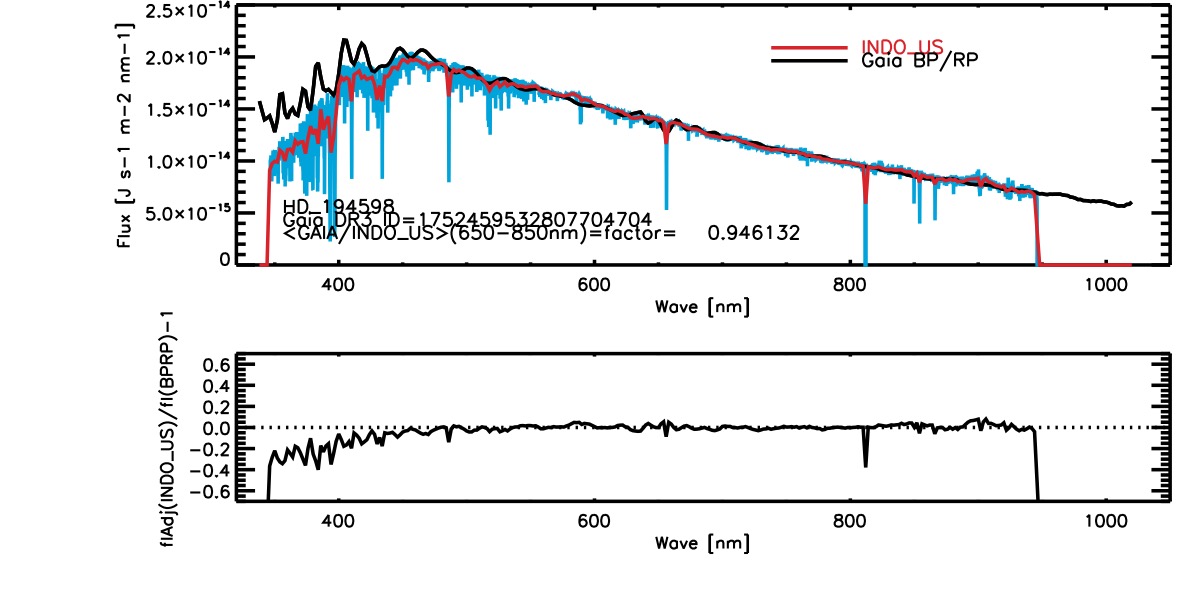 2.5×10⁻¹⁴
2.0×10⁻¹⁴
1.5×10⁻¹⁴
1.0×10⁻¹⁴
5.0×10⁻¹⁵
0
Flux [J s-1 m-2 nm-1]
INDO_US
Gaia BP/RP
HD_194598
Gaia DR3 ID=1752459532807704704
<GAIA/INDO_US>(650-850nm)=factor= 0.946132
400 600 800 1000
Wave [nm]
0.6
0.4
0.2
0.0
-0.2
-0.4
-0.6
flAdj(INDO_US)/fl(BPRP)-1
400 600 800 1000
Wave [nm]